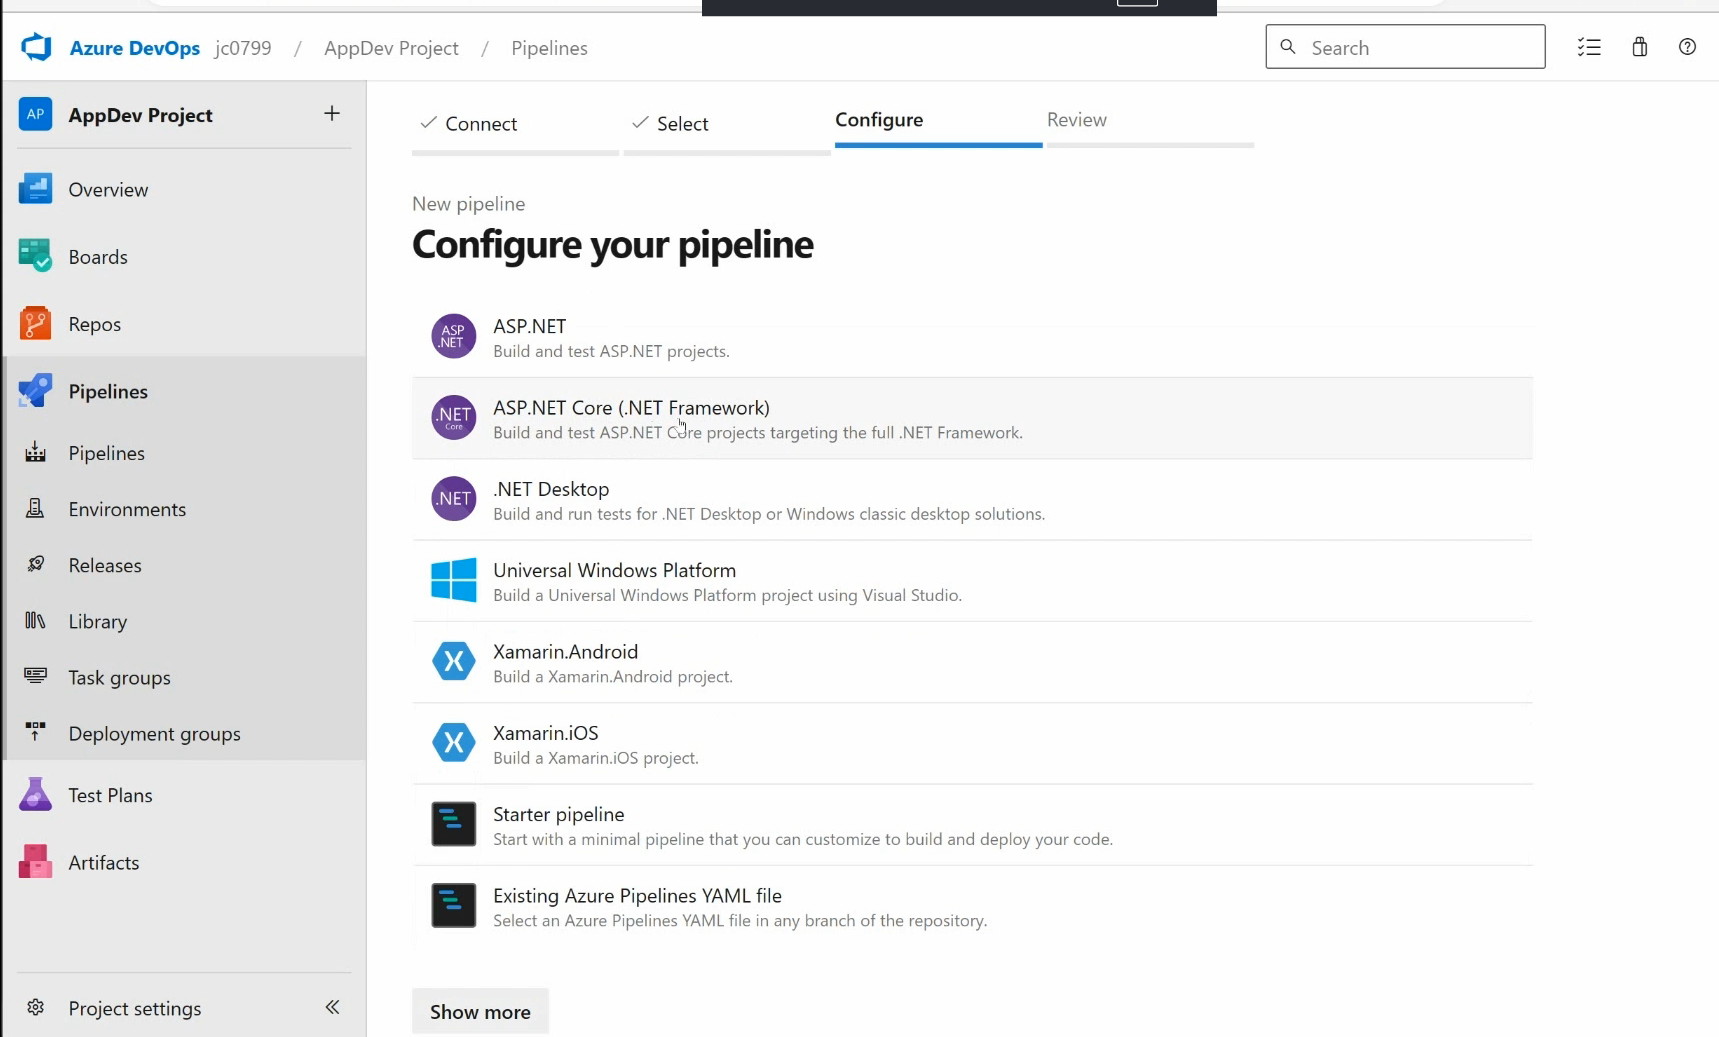 Azure DevOps jc0799 / AppDev Project / Pipelines
Search
AP AppDev Project
Overview
Boards
Repos
Pipelines
Pipelines
Environments
Releases
Library
Task groups
Deployment groups
Test Plans
Artifacts
Project settings
Connect
Select
Configure
Review
New pipeline
Configure your pipeline
ASP
.NET
ASP.NET
Build and test ASP.NET projects.
.NET
Core
ASP.NET Core (.NET Framework)
Build and test ASP.NET Core projects targeting the full .NET Framework.
.NET
.NET Desktop
Build and run tests for .NET Desktop or Windows classic desktop solutions.
Universal Windows Platform
Build a Universal Windows Platform project using Visual Studio.
Xamarin.Android
Build a Xamarin.Android project.
Xamarin.iOS
Build a Xamarin.iOS project.
Starter pipeline
Start with a minimal pipeline that you can customize to build and deploy your code.
Existing Azure Pipelines YAML file
Select an Azure Pipelines YAML file in any branch of the repository.
Show more